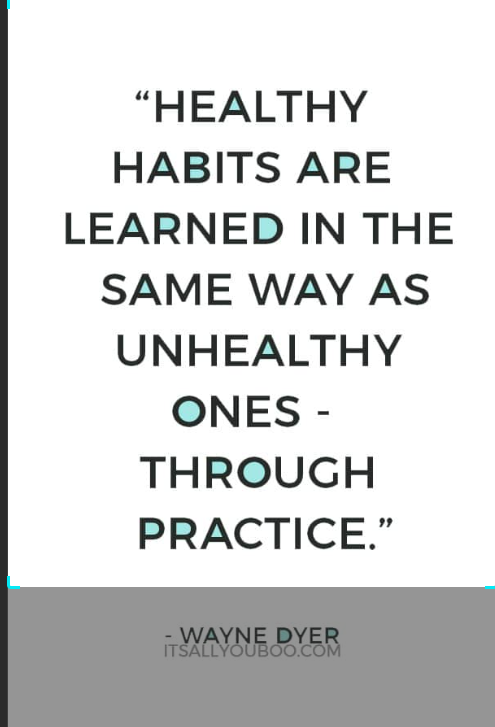 “HEALTHY
HABITS ARE
LEARNED IN THE
SAME WAY AS
UNHEALTHY
ONES -
THROUGH
PRACTICE.”
- WAYNE DYER
ITSALLYOUBOO.COM